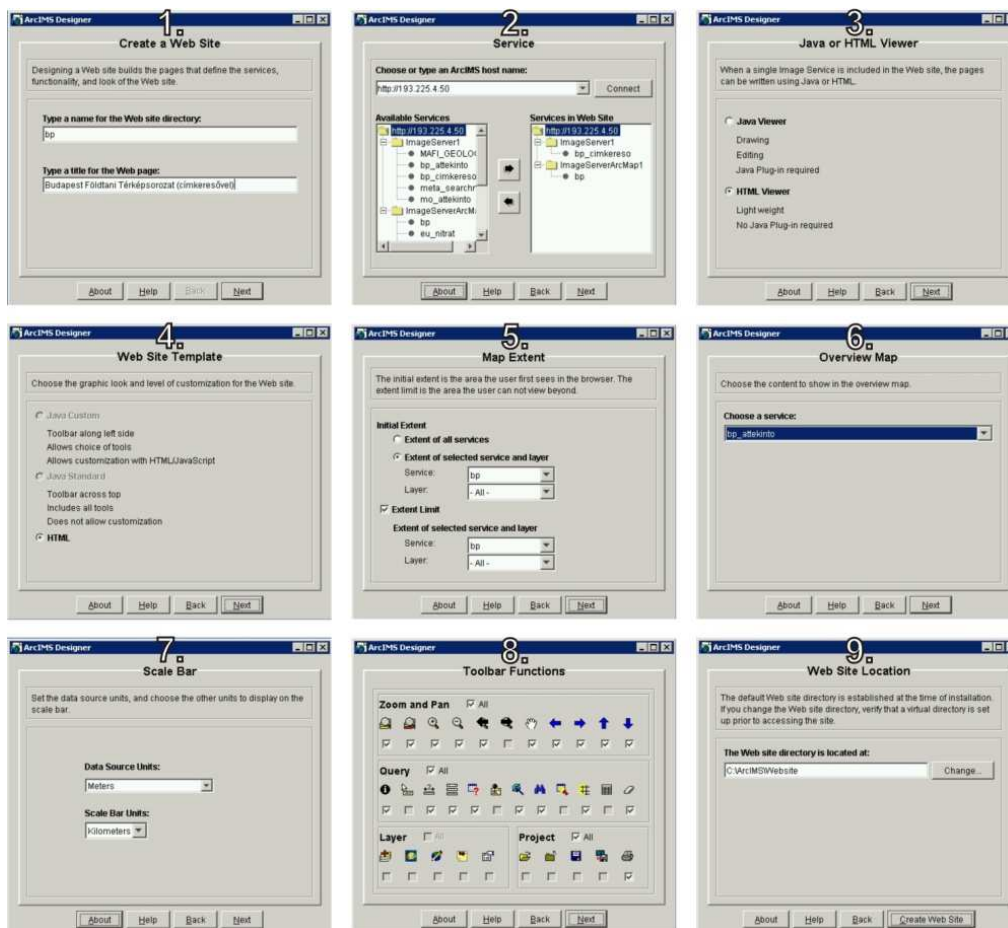 ArcIMS Designer
1.
Create a Web Site
Designing a Web site builds the pages that define the services,
functionality, and look of the Web site.
Type a name for the Web site directory:
bp
Type a title for the Web page:
Budapest Földtani Térképsorozat (címkeresővel)
About Help Back Next
ArcIMS Designer
2.
Service
Choose or type an ArcIMS host name:
http://193.225.4.50 Connect
Available Services
http://193.225.4.50
ImageServer1
MAFI_GEOLO
bp_attekinto
bp_cimkereso
meta_searchr
mo_attekinto
ImageServerArcM
bp
eu_nitrat
Services in Web Site
http://193.225.4.50
ImageServer1
bp_cimkereso
ImageServerArcMap1
bp
About Help Back Next
ArcIMS Designer
3.
Java or HTML Viewer
When a single Image Service is included in the Web site, the pages
can be written using Java or HTML.
Java Viewer
Drawing
Editing
Java Plug-in required
HTML Viewer
Light weight
No Java Plug-in required
About Help Back Next
ArcIMS Designer
4.
Web Site Template
Choose the graphic look and level of customization for the Web site.
Java Custom
Toolbar along left side
Allows choice of tools
Allows customization with HTML/JavaScript
Java Standard
Toolbar across top
Includes all tools
Does not allow customization
HTML
About Help Back Next
ArcIMS Designer
5.
Map Extent
The initial extent is the area the user first sees in the browser. The
extent limit is the area the user can not view beyond.
Initial Extent
Extent of all services
Extent of selected service and layer
Service: bp
Layer: - All -
Extent Limit
Extent of selected service and layer
Service: bp
Layer: - All -
About Help Back Next
ArcIMS Designer
6.
Overview Map
Choose the content to show in the overview map.
Choose a service:
bp_attekinto
About Help Back Next
ArcIMS Designer
7.
Scale Bar
Set the data source units, and choose the other units to display on the
scale bar.
Data Source Units:
Meters
Scale Bar Units:
Kilometers
About Help Back Next
ArcIMS Designer
8.
Toolbar Functions
Zoom and Pan All
Query All
Layer All
Project All
About Help Back Next
ArcIMS Designer
9.
Web Site Location
The default Web site directory is established at the time of installation.
If you change the Web site directory, verify that a virtual directory is set
up prior to accessing the site.
The Web site directory is located at:
C:\ArcIMS\Website Change...
About Help Back Create Web Site